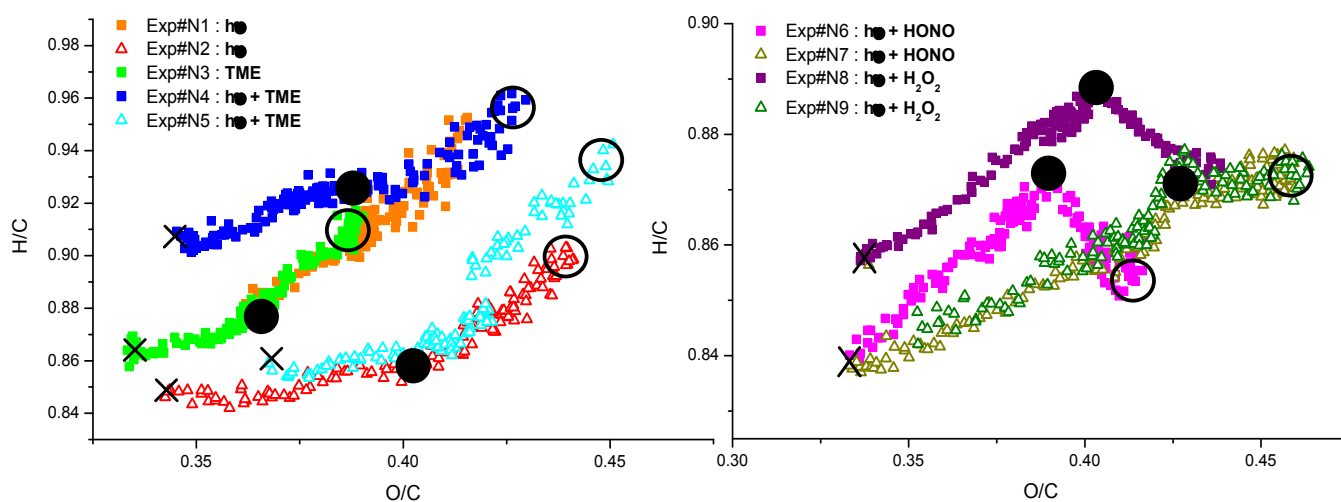 Exp#N1 : h●
Exp#N2 : h●
Exp#N3 : TME
Exp#N4 : h● + TME
Exp#N5 : h● + TME
0.98
0.96
0.94
0.92
0.90
0.88
0.86
0.84
H/C
0.35
0.40
0.45
O/C
Exp#N6 : h● + HONO
Exp#N7 : h● + HONO
Exp#N8 : h● + H₂O₂
Exp#N9 : h● + H₂O₂
0.90
0.88
0.86
0.84
H/C
0.30
0.35
0.40
0.45
O/C